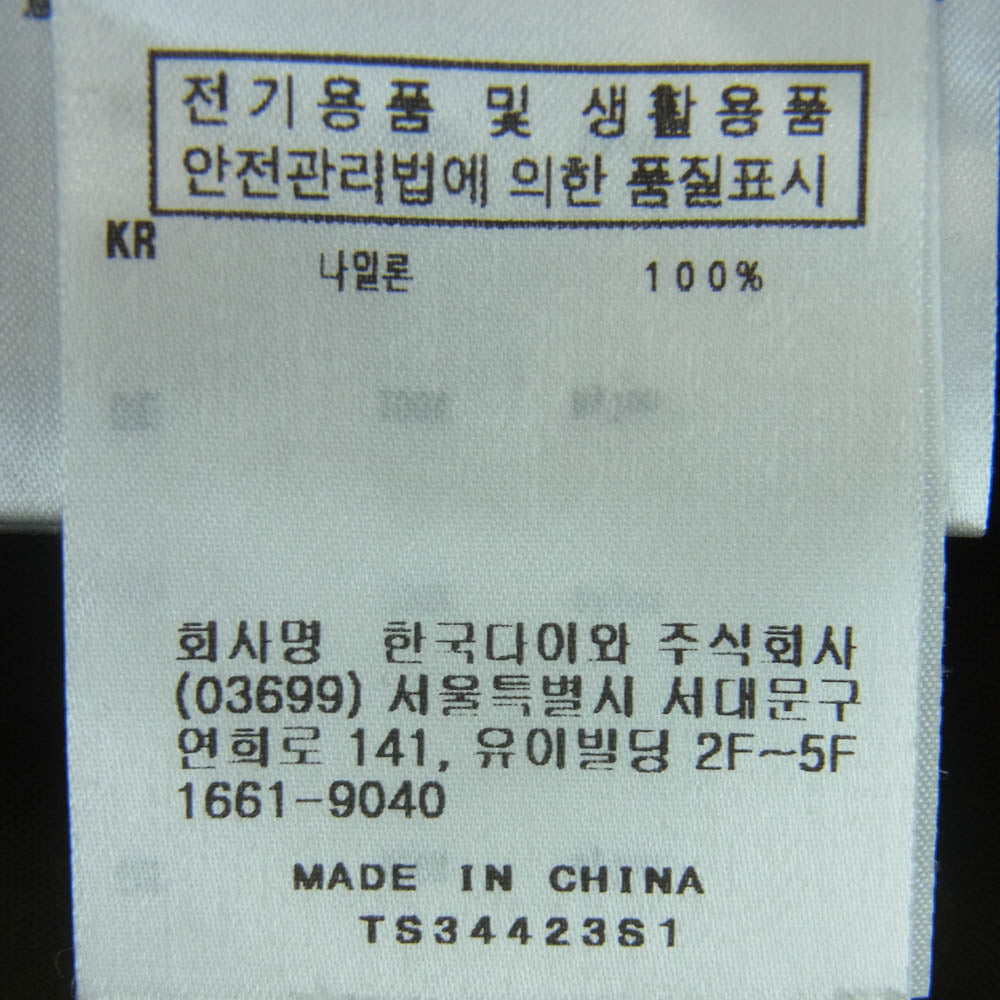 전기용품 및 생활용품
안전관리법에 의한 품질표시
KR
나일론 100%
회사명 한국다이와 주식회사
(03699) 서울특별시 서대문구
연희로 141, 유이빌딩 2F~5F
1661-9040
MADE IN CHINA
TS34423S1